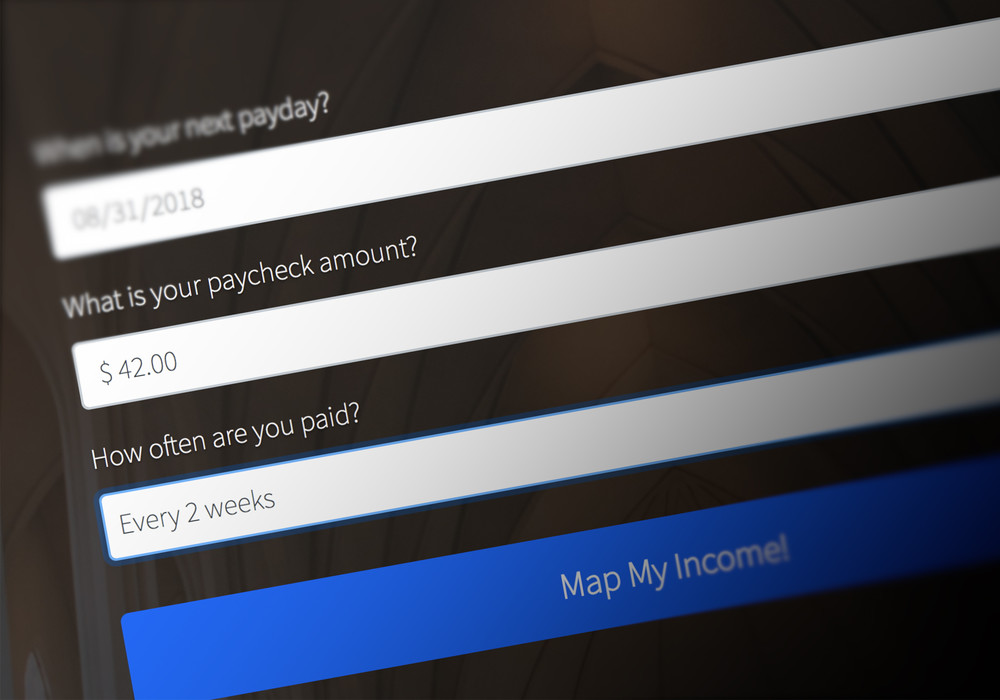 When is your next payday?
08/31/2018
What is your paycheck amount?
$ 42.00
How often are you paid?
Every 2 weeks
Map My Income!